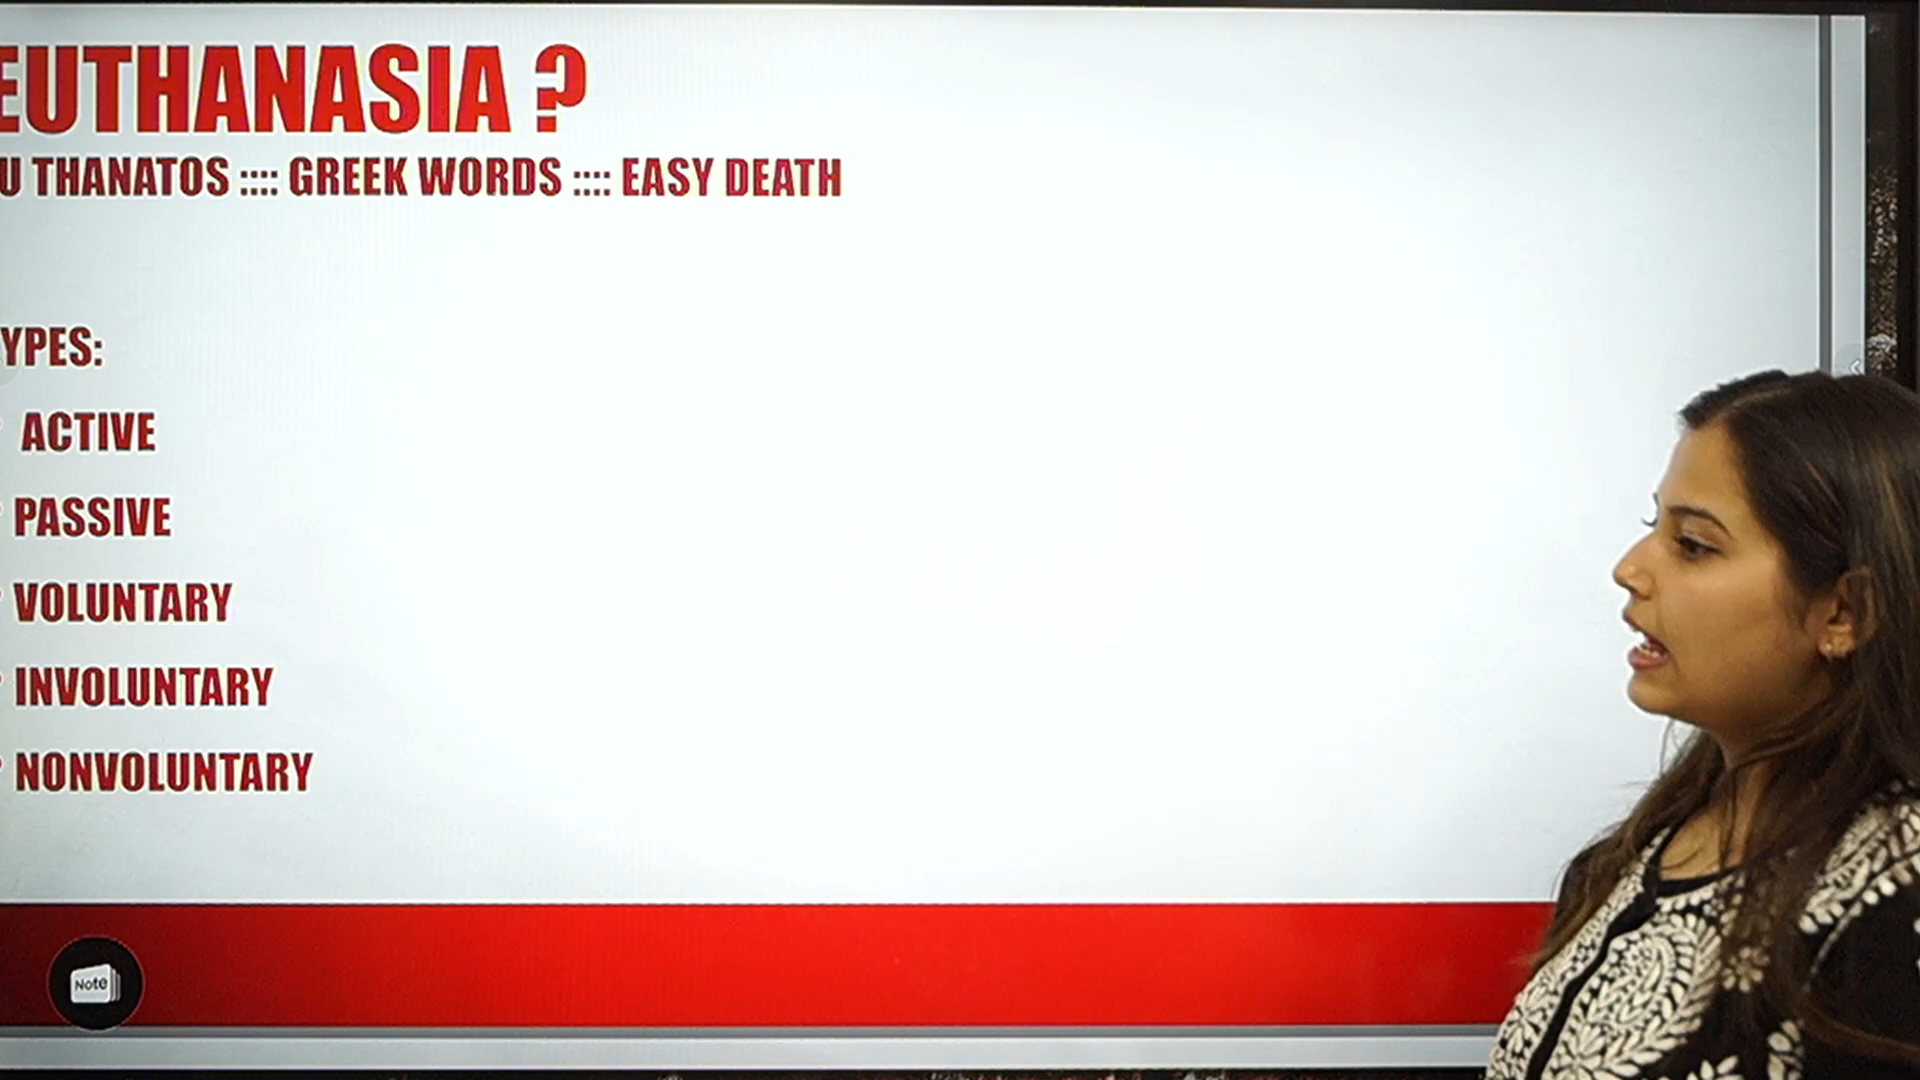 EUTHANASIA ?
U THANATOS :::: GREEK WORDS :::: EASY DEATH
YPES:
ACTIVE
PASSIVE
VOLUNTARY
INVOLUNTARY
NONVOLUNTARY
Note